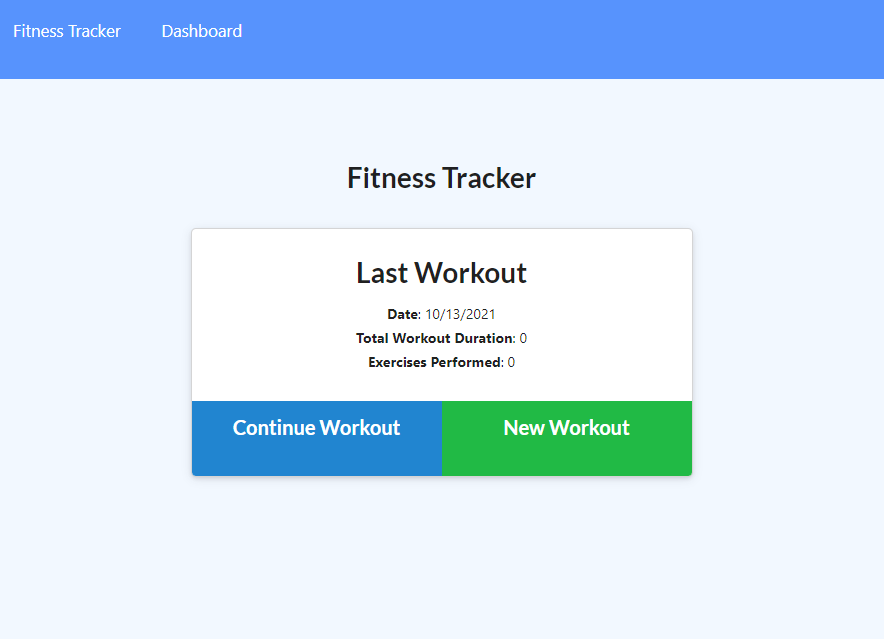 Fitness Tracker Dashboard
Fitness Tracker
Last Workout
Date: 10/13/2021
Total Workout Duration: 0
Exercises Performed: 0
Continue Workout New Workout